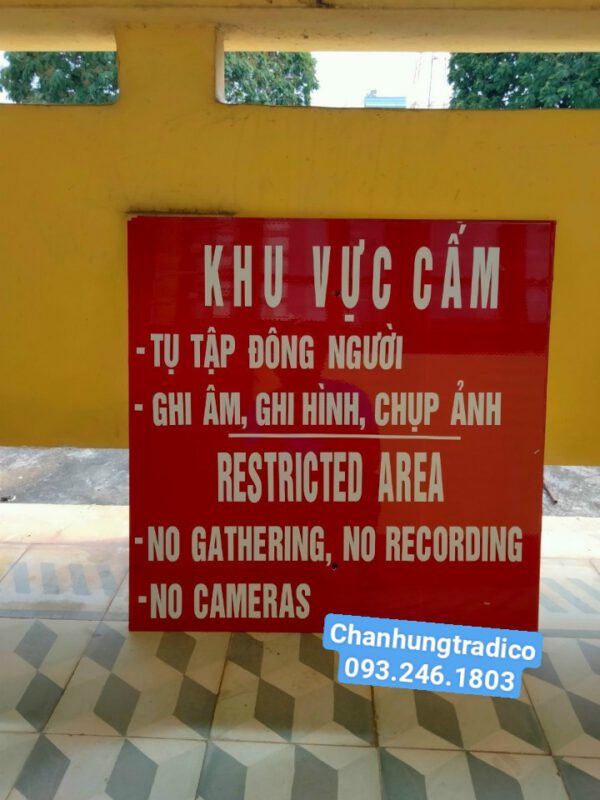 KHU VỰC CẤM
-TỤ TẬP ĐÔNG NGƯỜI
-GHI ÂM, GHI HÌNH, CHỤP ẢNH
RESTRICTED AREA
-NO GATHERING, NO RECORDING
-NO CAMERAS
Chanhungtradico
093.246.1803